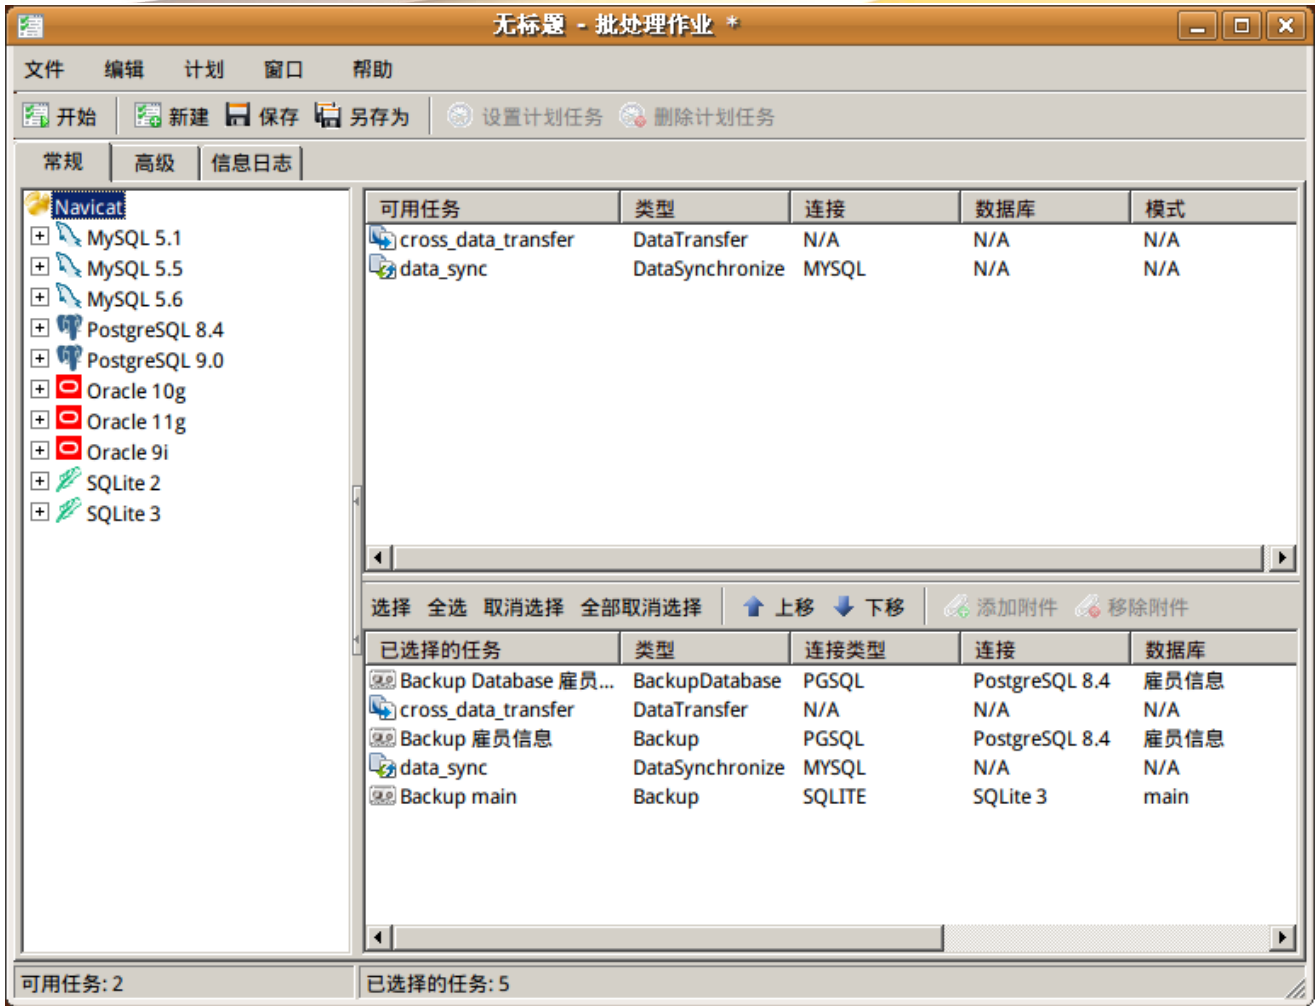 无标题 - 批处理作业 *
文件 编辑 计划 窗口 帮助
开始 新建 保存 另存为 设置计划任务 删除计划任务
常规 高级 信息日志
Navicat
MySQL 5.1
MySQL 5.5
MySQL 5.6
PostgreSQL 8.4
PostgreSQL 9.0
Oracle 10g
Oracle 11g
Oracle 9i
SQLite 2
SQLite 3
可用任务 类型 连接 数据库 模式
cross_data_transfer DataTransfer N/A N/A N/A
data_sync DataSynchronize MYSQL N/A N/A
选择 全选 取消选择 全部取消选择 上移 下移 添加附件 移除附件
已选择的任务 类型 连接类型 连接 数据库
Backup Database 雇员... BackupDatabase PGSQL PostgreSQL 8.4 雇员信息
cross_data_transfer DataTransfer N/A N/A N/A
Backup 雇员信息 Backup PGSQL PostgreSQL 8.4 雇员信息
data_sync DataSynchronize MYSQL N/A N/A
Backup main Backup SQLITE SQLite 3 main
可用任务: 2 已选择的任务: 5